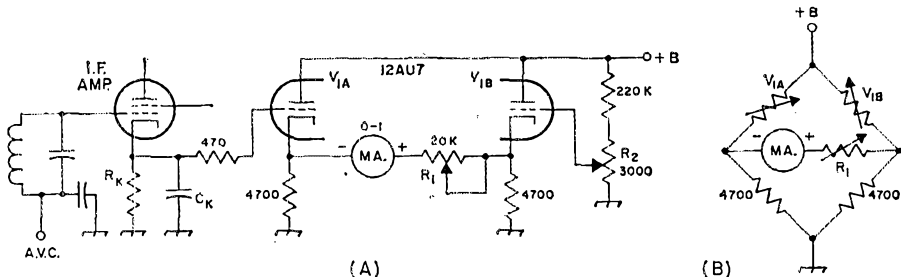 I.F.
AMP.
V1A
12AU7
V1B
+B
220K
470
0-1
20K
- MA. +
R1
R2
3000
RK
CK
4700
4700
A.V.C.
(A)
+B
V1A
V1B
- MA. +
R1
4700
4700
(B)